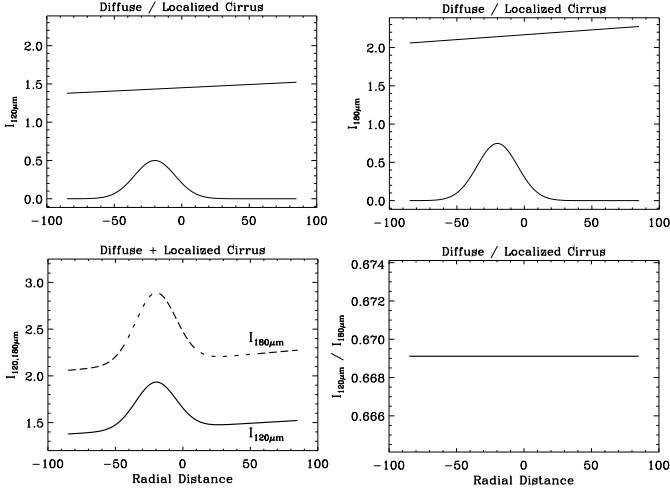 Diffuse / Localized Cirrus
2.0
1.5
1.0
0.5
0.0
I120μm
−100 −50 0 50 100
Diffuse / Localized Cirrus
2.0
1.5
1.0
0.5
0.0
I180μm
−100 −50 0 50 100
Diffuse + Localized Cirrus
3.0
2.5
2.0
1.5
I120,180μm
I180μm
I120μm
−100 −50 0 50 100
Radial Distance
Diffuse / Localized Cirrus
0.674
0.672
0.670
0.668
0.666
I120μm / I180μm
−100 −50 0 50 100
Radial Distance